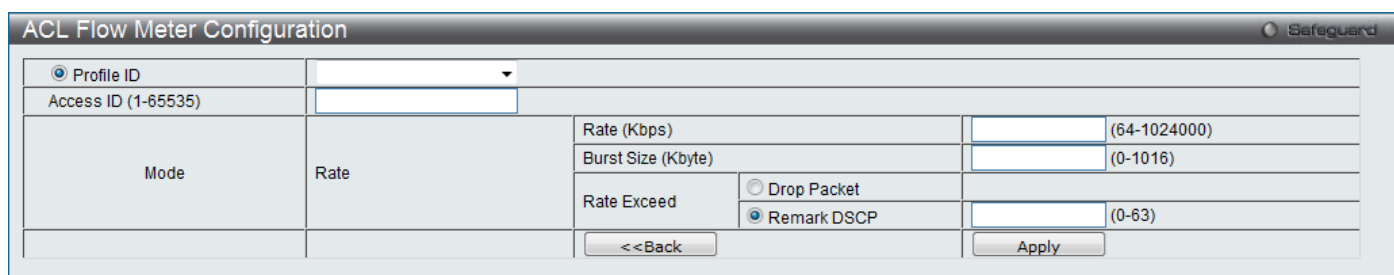 ACL Flow Meter Configuration
Safeguard
Profile ID
Access ID (1-65535)
Mode
Rate
Rate (Kbps)
(64-1024000)
Burst Size (Kbyte)
(0-1016)
Rate Exceed
Drop Packet
Remark DSCP
(0-63)
<<Back
Apply